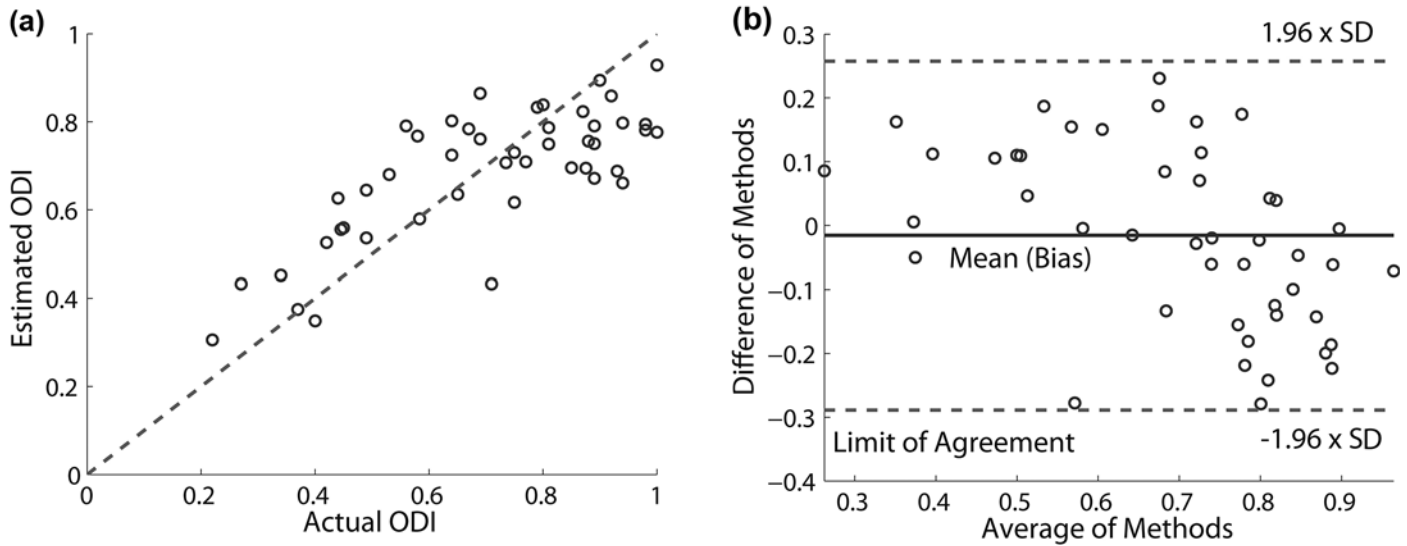 (a)
1
0.8
0.6
0.4
0.2
0
Estimated ODI
0 0.2 0.4 0.6 0.8 1
Actual ODI
(b)
0.3
0.2
0.1
0
−0.1
−0.2
−0.3
−0.4
Difference of Methods
1.96 x SD
Mean (Bias)
Limit of Agreement
-1.96 x SD
0.3 0.4 0.5 0.6 0.7 0.8 0.9
Average of Methods